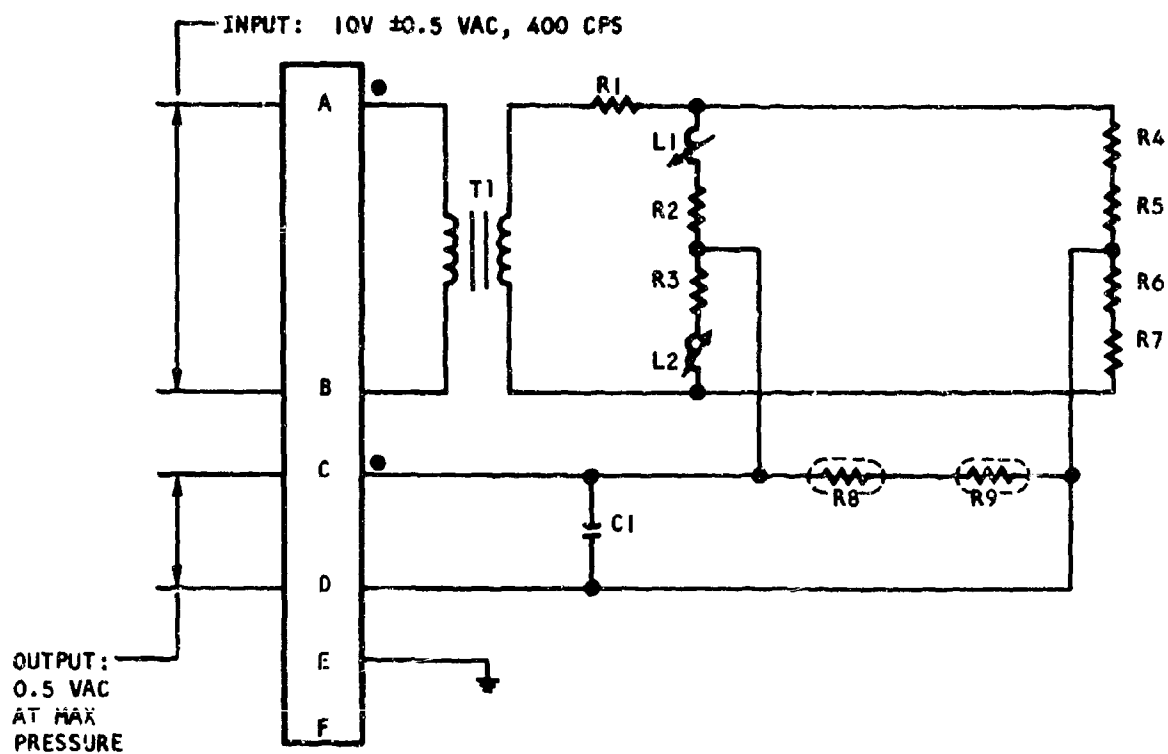 INPUT: 10V ±0.5 VAC, 400 CPS
A
R1
L1
R4
T1
R2
R5
R3
R6
L2
R7
B
C
R8
R9
C1
D
OUTPUT:
0.5 VAC
AT MAX
PRESSURE
E
F